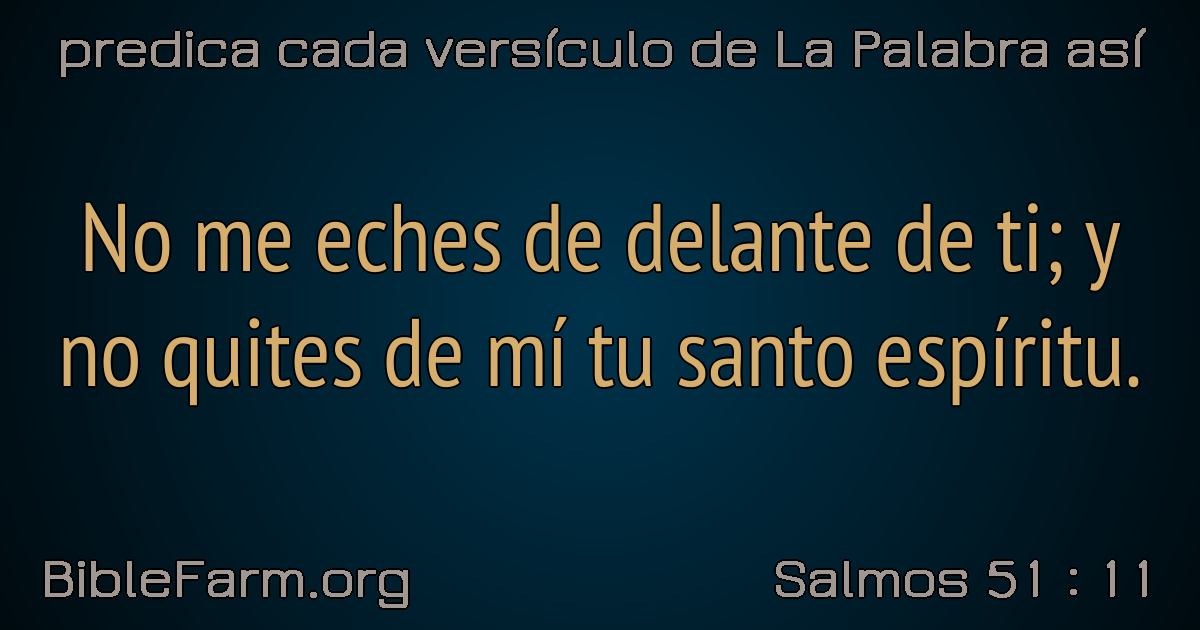 predica cada versículo de La Palabra así
No me eches de delante de ti; y
no quites de mí tu santo espíritu.
BibleFarm.org
Salmos 51 : 11